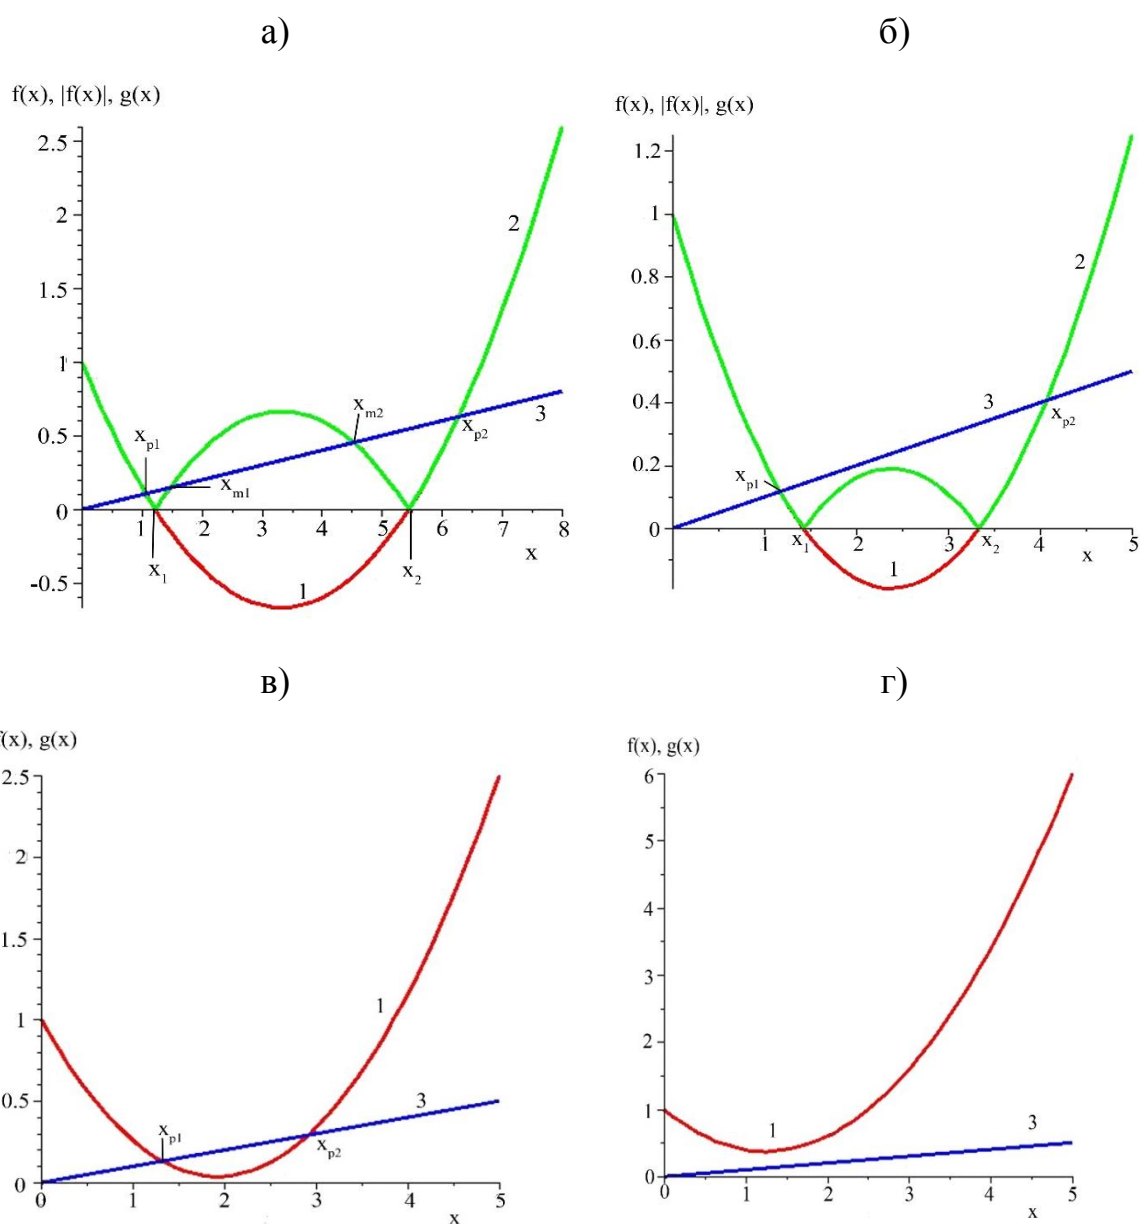 а)
б)
f(x), |f(x)|, g(x)
f(x), |f(x)|, g(x)
2.5
2
1.5
1
0.5
0
-0.5
1 2 3 4 5 6 7 8
x
x_p1
x_m1
x_m2
x_p2
x_1
x_2
1
2
3
1.2
1
0.8
0.6
0.4
0.2
0
1 2 3 4 5
x
x_p1
x_1
x_2
x_p2
1
2
3
в)
г)
f(x), g(x)
f(x), g(x)
2.5
2
1.5
1
0.5
0
0 1 2 3 4 5
x
x_p1
x_p2
1
3
6
5
4
3
2
1
0
0 1 2 3 4 5
x
1
3